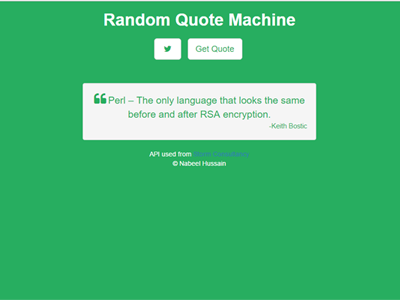 Random Quote Machine
Get Quote
Perl – The only language that looks the same
before and after RSA encryption.
-Keith Bostic
API used from
© Nabeel Hussain